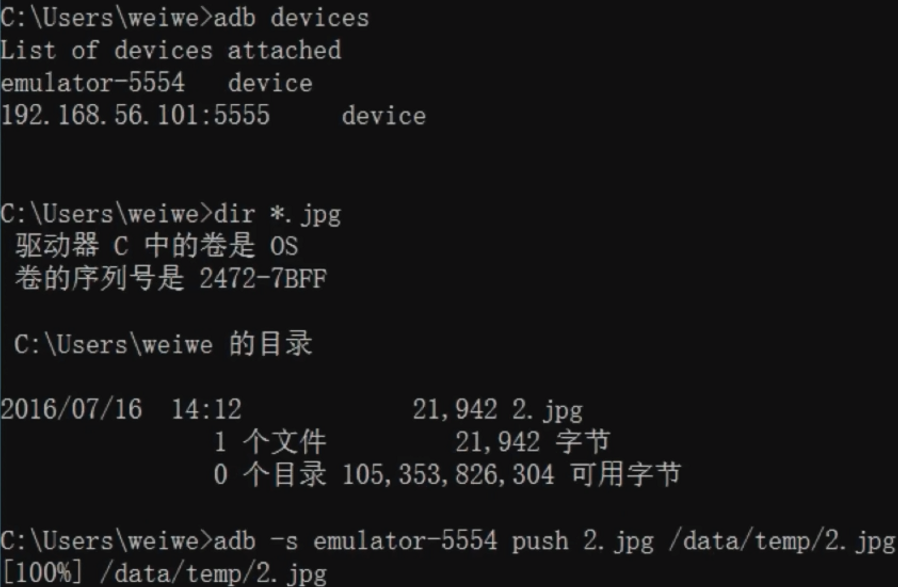 C:\Users\weiwe>adb devices
List of devices attached
emulator-5554   device
192.168.56.101:5555     device
C:\Users\weiwe>dir *.jpg
 驱动器 C 中的卷是 OS
 卷的序列号是 2472-7BFF
 C:\Users\weiwe 的目录
2016/07/16  14:12            21,942 2.jpg
               1 个文件         21,942 字节
               0 个目录 105,353,826,304 可用字节
C:\Users\weiwe>adb -s emulator-5554 push 2.jpg /data/temp/2.jpg
[100%] /data/temp/2.jpg